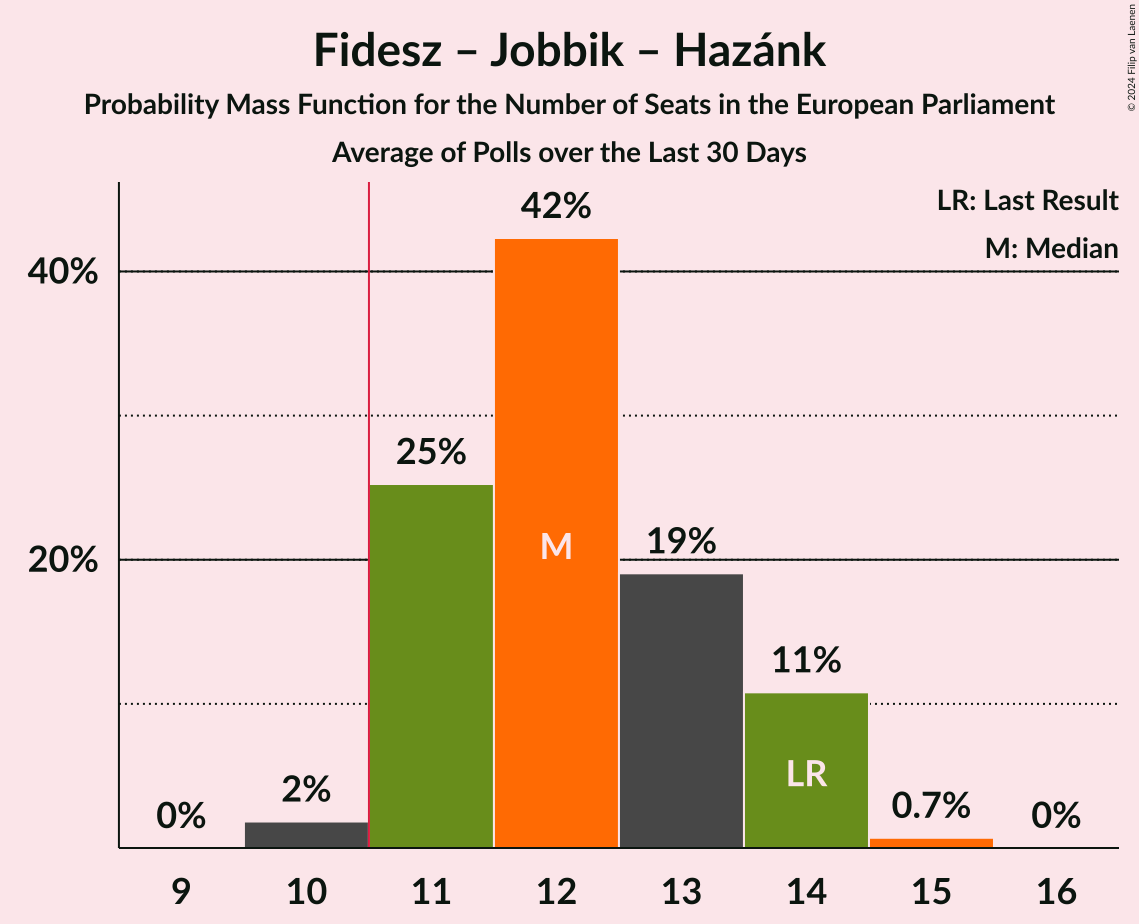 Fidesz – Jobbik – Hazánk
Probability Mass Function for the Number of Seats in the European Parliament
Average of Polls over the Last 30 Days
© 2024 Filip van Laenen
LR: Last Result
M: Median
42%
40%
25%
M
19%
20%
11%
LR
2%
0.7%
0%
0%
9 10 11 12 13 14 15 16